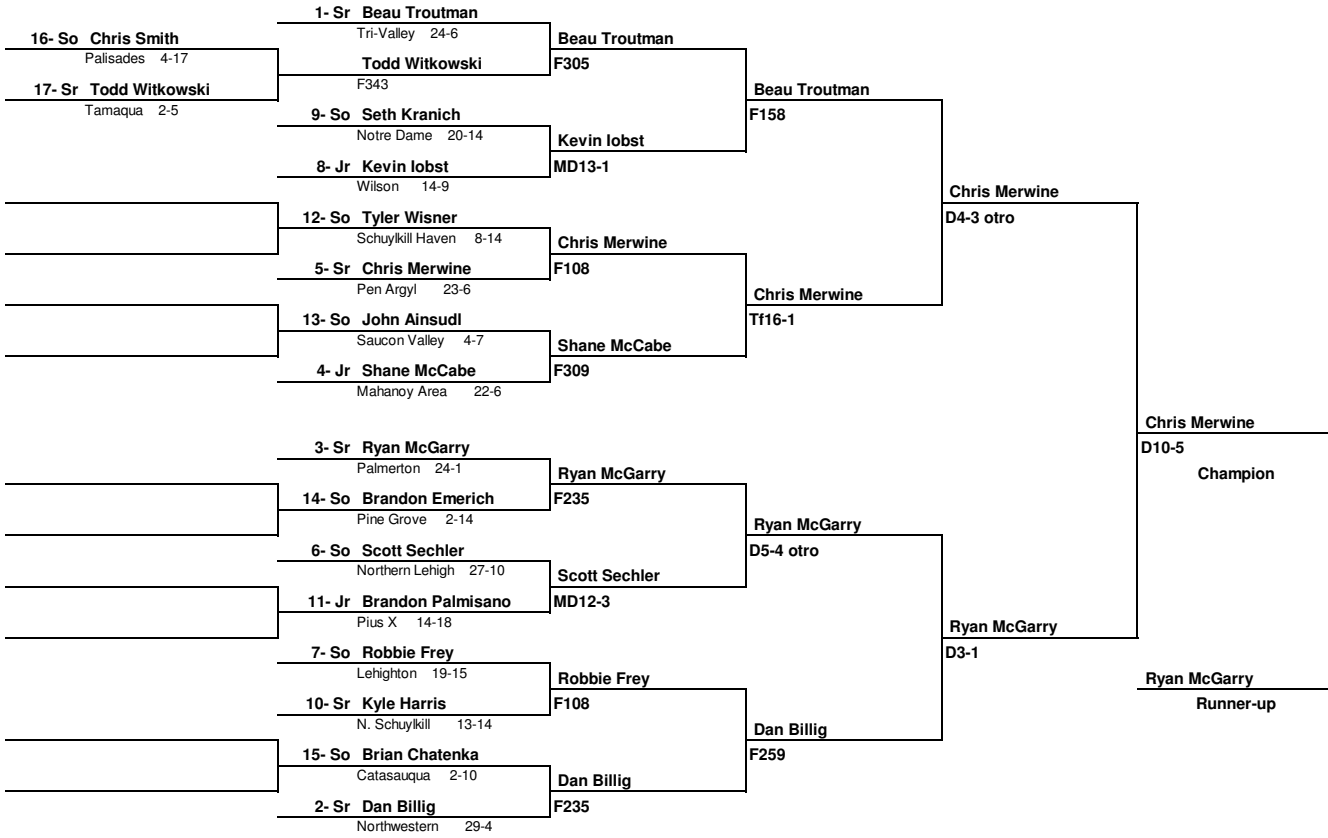 16- So Chris Smith
Palisades 4-17
17- Sr Todd Witkowski
Tamaqua 2-5
1- Sr Beau Troutman
Tri-Valley 24-6
Todd Witkowski
F343
9- So Seth Kranich
Notre Dame 20-14
8- Jr Kevin Iobst
Wilson 14-9
12- So Tyler Wisner
Schuylkill Haven 8-14
5- Sr Chris Merwine
Pen Argyl 23-6
13- So John Ainsudl
Saucon Valley 4-7
4- Jr Shane McCabe
Mahanoy Area 22-6
3- Sr Ryan McGarry
Palmerton 24-1
14- So Brandon Emerich
Pine Grove 2-14
6- So Scott Sechler
Northern Lehigh 27-10
11- Jr Brandon Palmisano
Pius X 14-18
7- So Robbie Frey
Lehighton 19-15
10- Sr Kyle Harris
N. Schuylkill 13-14
15- So Brian Chatenka
Catasauqua 2-10
2- Sr Dan Billig
Northwestern 29-4
Beau Troutman
F305
Kevin Iobst
MD13-1
Chris Merwine
F108
Shane McCabe
F309
Ryan McGarry
F235
Scott Sechler
MD12-3
Robbie Frey
F108
Dan Billig
F235
Beau Troutman
F158
Chris Merwine
Tf16-1
Ryan McGarry
D5-4 otro
Dan Billig
F259
Chris Merwine
D4-3 otro
Ryan McGarry
D3-1
Chris Merwine
D10-5
Champion
Ryan McGarry
Runner-up